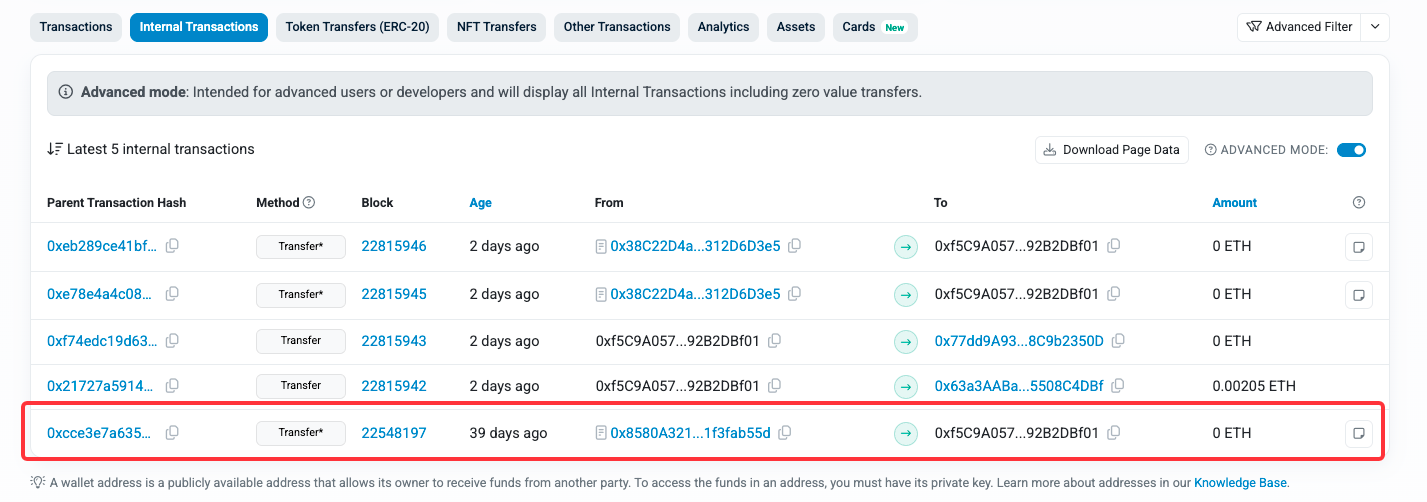 Transactions Internal Transactions Token Transfers (ERC-20) NFT Transfers Other Transactions Analytics Assets Cards New Advanced Filter
Advanced mode: Intended for advanced users or developers and will display all Internal Transactions including zero value transfers.
Latest 5 internal transactions Download Page Data ADVANCED MODE:
Parent Transaction Hash Method Block Age From To Amount
0xeb289ce41bf... Transfer* 22815946 2 days ago 0x38C22D4a...312D6D3e5 0xf5C9A057...92B2DBf01 0 ETH
0xe78e4a4c08... Transfer* 22815945 2 days ago 0x38C22D4a...312D6D3e5 0xf5C9A057...92B2DBf01 0 ETH
0xf74edc19d63... Transfer 22815943 2 days ago 0xf5C9A057...92B2DBf01 0x77dd9A93...8C9b2350D 0 ETH
0x21727a5914... Transfer 22815942 2 days ago 0xf5C9A057...92B2DBf01 0x63a3AABa...5508C4DBf 0.00205 ETH
0xcce3e7a635... Transfer* 22548197 39 days ago 0x8580A321...1f3fab55d 0xf5C9A057...92B2DBf01 0 ETH
A wallet address is a publicly available address that allows its owner to receive funds from another party. To access the funds in an address, you must have its private key. Learn more about addresses in our Knowledge Base.